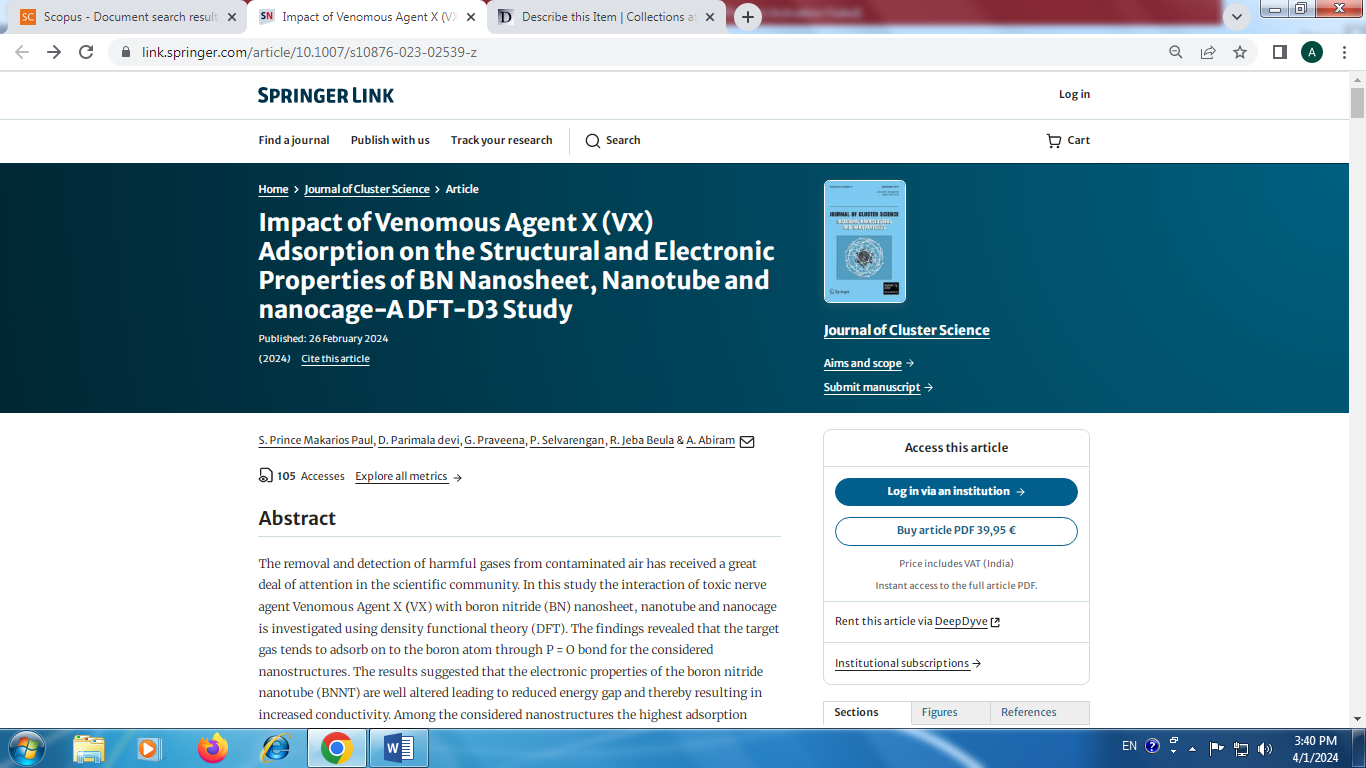 Scopus - Document search result
Impact of Venomous Agent X (VX
Describe this Item | Collections a
link.springer.com/article/10.1007/s10876-023-02539-z
A
SPRINGER LINK
Log in
Find a journal
Publish with us
Track your research
Search
Cart
Home > Journal of Cluster Science > Article
Impact of Venomous Agent X (VX)
Adsorption on the Structural and Electronic
Properties of BN Nanosheet, Nanotube and
nanocage-A DFT-D3 Study
Published: 26 February 2024
(2024) Cite this article
JOURNAL OF CLUSTER SCIENCE
Springer
Journal of Cluster Science
Aims and scope →
Submit manuscript →
S. Prince Makarios Paul, D. Parimala devi, G. Praveena, P. Selvarengan, R. Jeba Beula & A. Abiram
105 Accesses Explore all metrics →
Abstract
The removal and detection of harmful gases from contaminated air has received a great
deal of attention in the scientific community. In this study the interaction of toxic nerve
agent Venomous Agent X (VX) with boron nitride (BN) nanosheet, nanotube and nanocage
is investigated using density functional theory (DFT). The findings revealed that the target
gas tends to adsorb on to the boron atom through P = O bond for the considered
nanostructures. The results suggested that the electronic properties of the boron nitride
nanotube (BNNT) are well altered leading to reduced energy gap and thereby resulting in
increased conductivity. Among the considered nanostructures the highest adsorption
Access this article
Log in via an institution →
Buy article PDF 39,95 €
Price includes VAT (India)
Instant access to the full article PDF.
Rent this article via DeepDyve
Institutional subscriptions →
Sections
Figures
References
EN
3:40 PM
4/1/2024